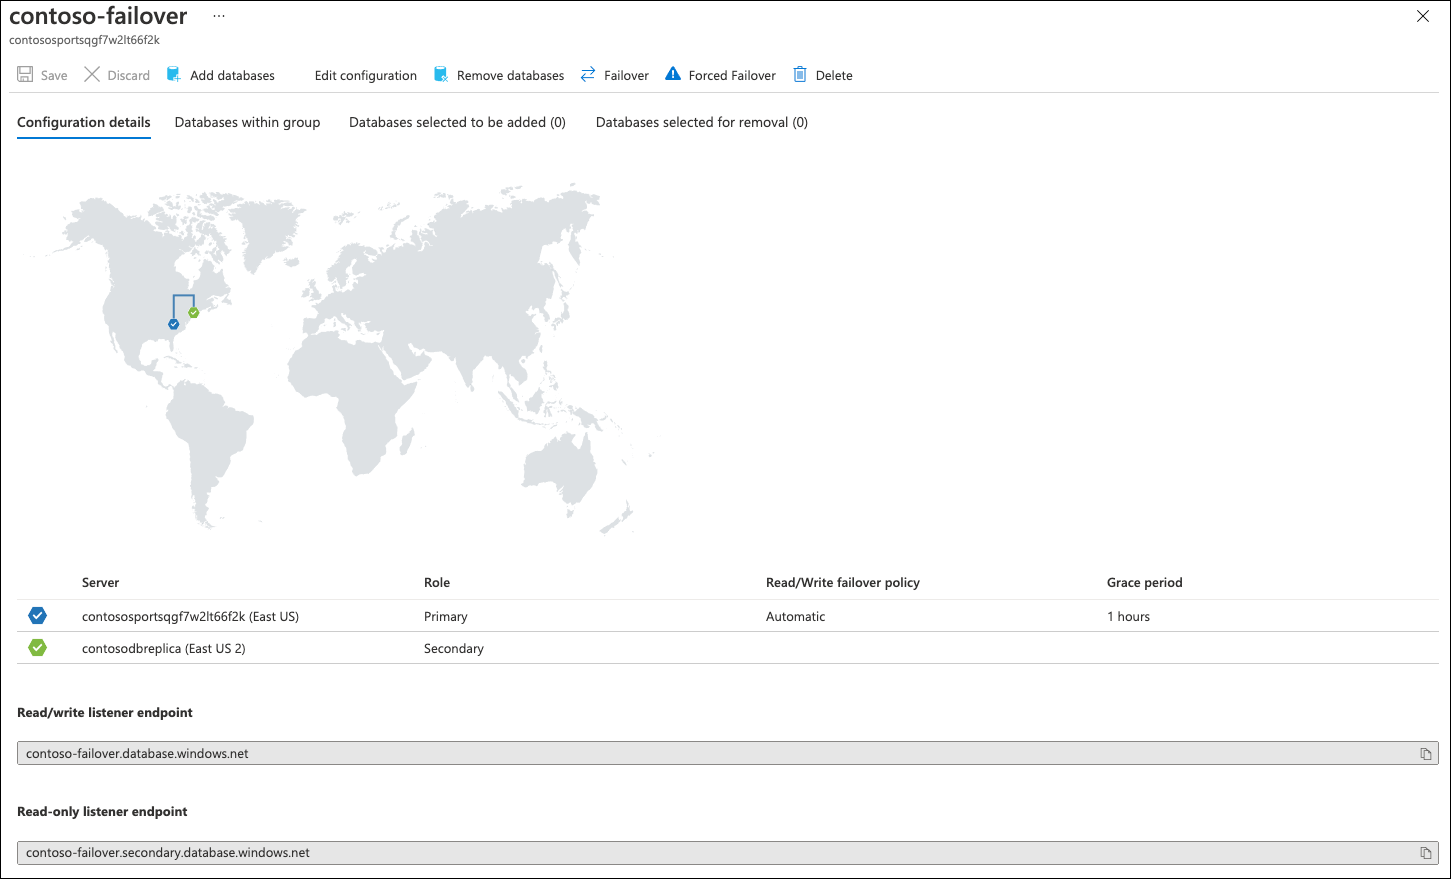 contoso-failover ...
contososportsqgf7w2lt66f2k
Save Discard Add databases Edit configuration Remove databases Failover Forced Failover Delete
Configuration details Databases within group Databases selected to be added (0) Databases selected for removal (0)
Server Role Read/Write failover policy Grace period
contososportsqgf7w2lt66f2k (East US) Primary Automatic 1 hours
contosodbreplica (East US 2) Secondary
Read/write listener endpoint
contoso-failover.database.windows.net
Read-only listener endpoint
contoso-failover.secondary.database.windows.net